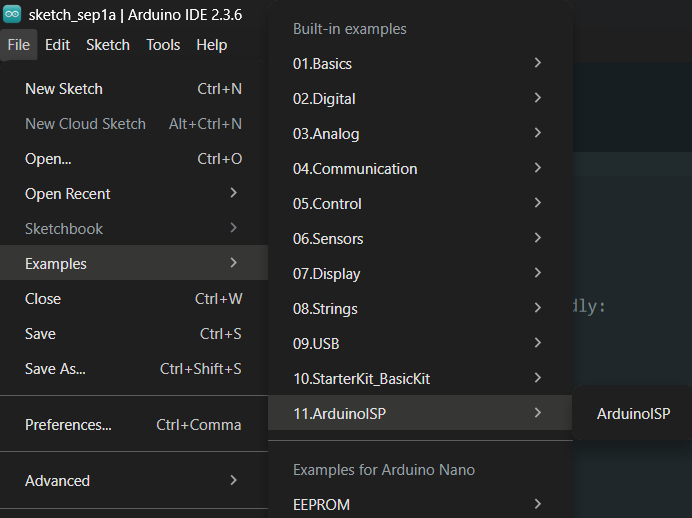 sketch_sep1a | Arduino IDE 2.3.6
File Edit Sketch Tools Help
New Sketch Ctrl+N
New Cloud Sketch Alt+Ctrl+N
Open... Ctrl+O
Open Recent
Sketchbook
Examples
Close Ctrl+W
Save Ctrl+S
Save As... Ctrl+Shift+S
Preferences... Ctrl+Comma
Advanced
Built-in examples
01.Basics
02.Digital
03.Analog
04.Communication
05.Control
06.Sensors
07.Display
08.Strings
09.USB
10.StarterKit_BasicKit
11.ArduinoISP
Examples for Arduino Nano
EEPROM
ArduinoISP
dly: